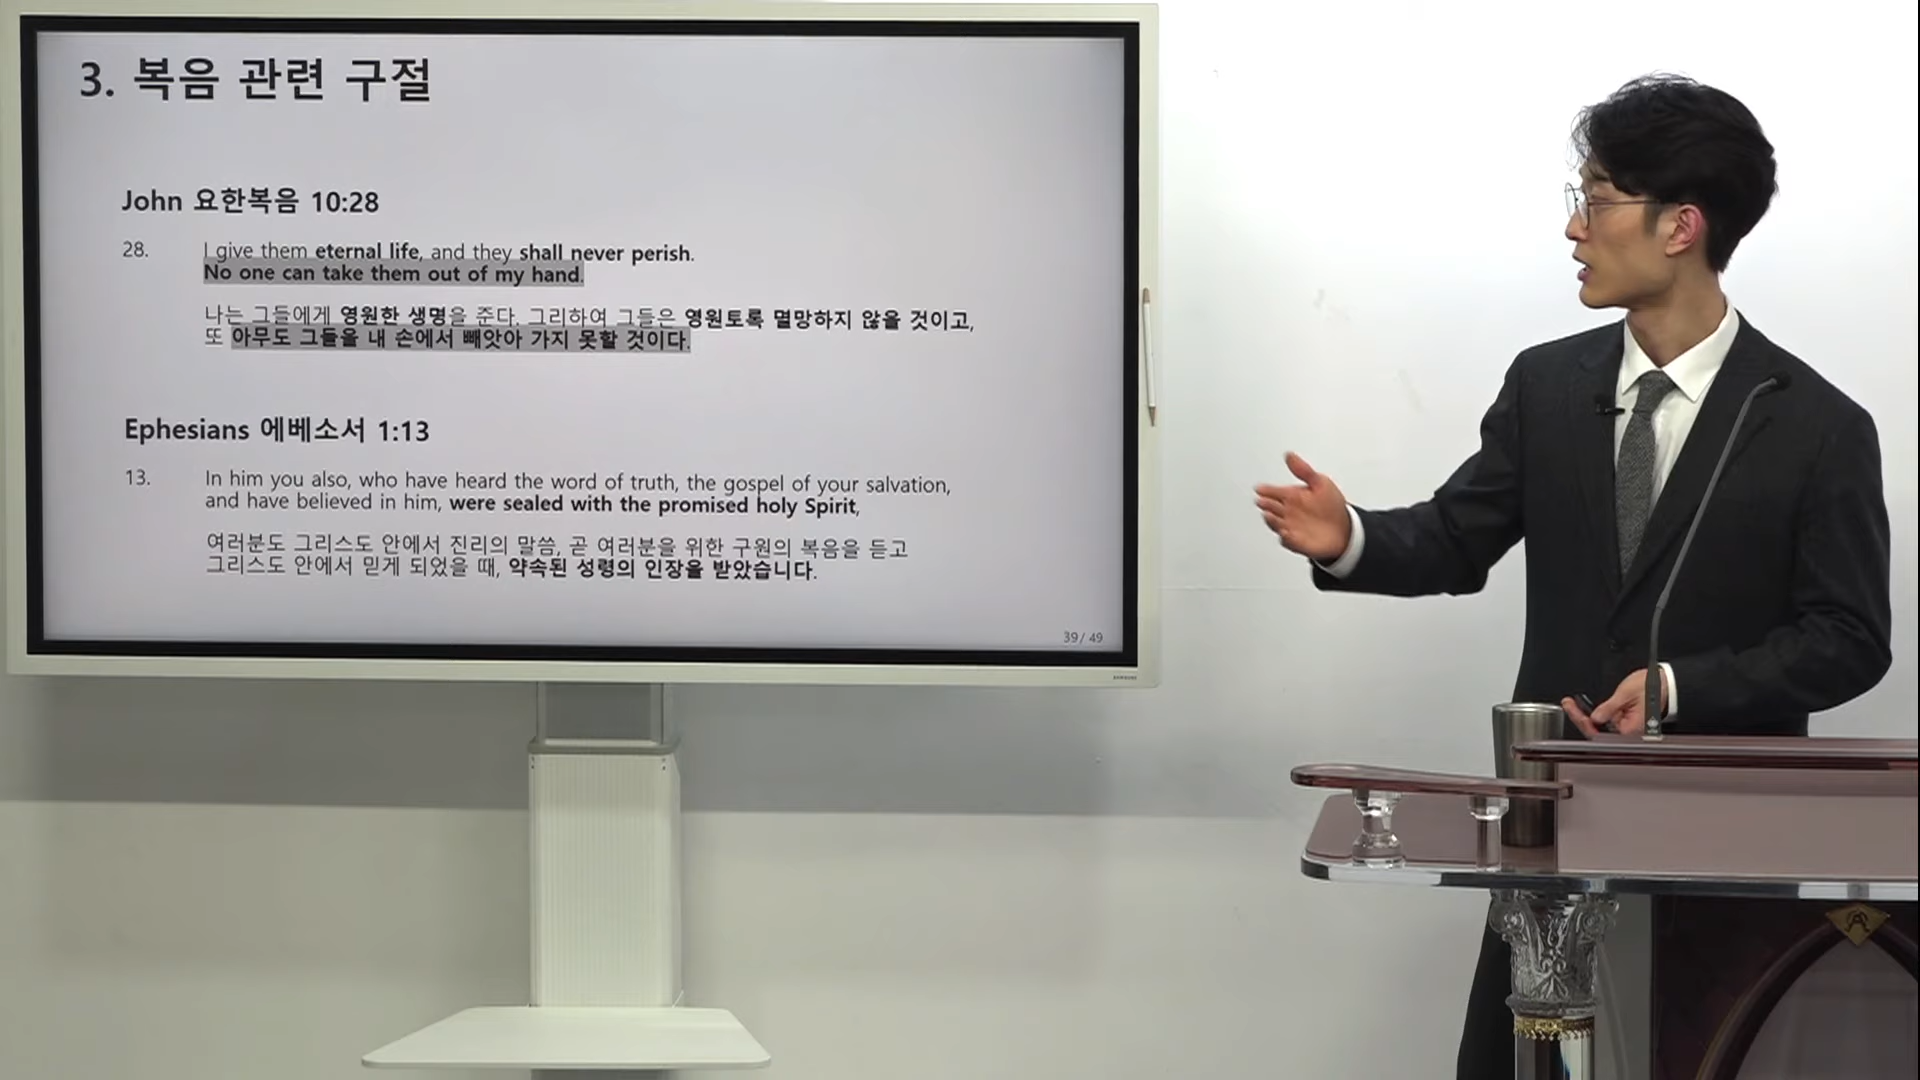 3. 복음 관련 구절
John 요한복음 10:28
28. I give them eternal life, and they shall never perish.
No one can take them out of my hand.
나는 그들에게 영원한 생명을 준다. 그리하여 그들은 영원토록 멸망하지 않을 것이고,
또 아무도 그들을 내 손에서 빼앗아 가지 못할 것이다.
Ephesians 에베소서 1:13
13. In him you also, who have heard the word of truth, the gospel of your salvation,
and have believed in him, were sealed with the promised holy Spirit,
여러분도 그리스도 안에서 진리의 말씀, 곧 여러분을 위한 구원의 복음을 듣고
그리스도 안에서 믿게 되었을 때, 약속된 성령의 인장을 받았습니다.
39 / 49
SAMSUNG